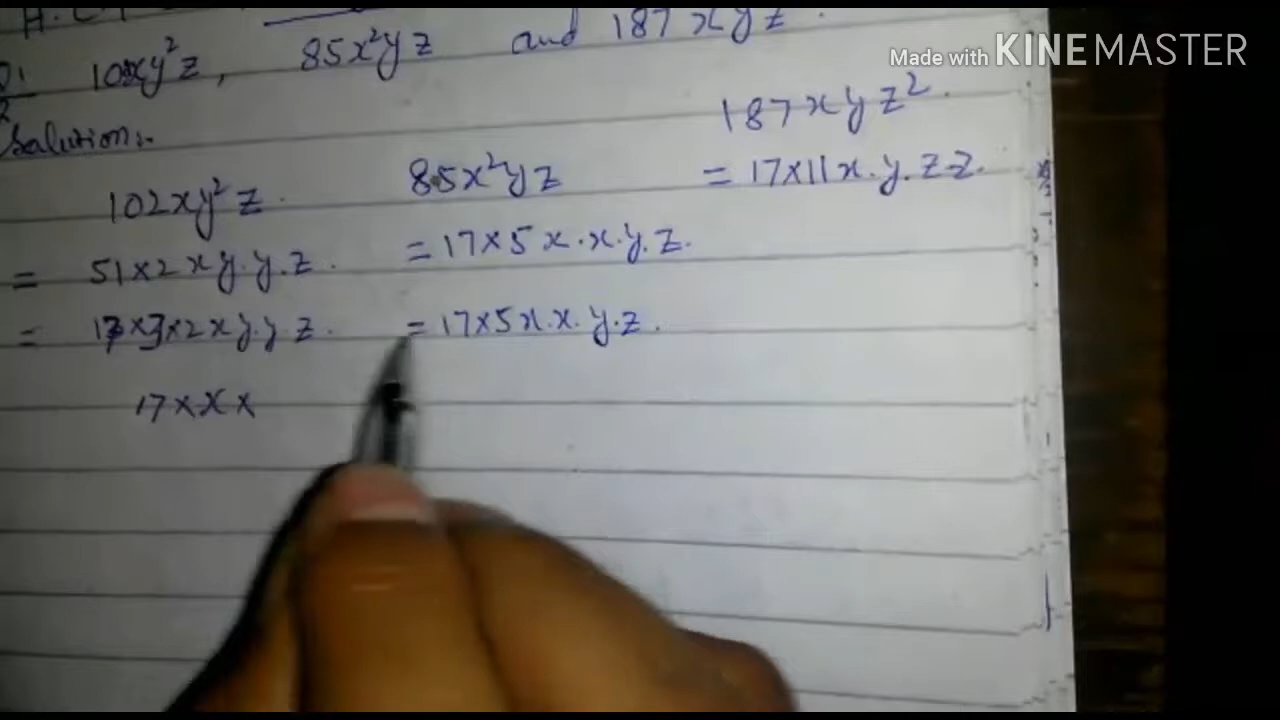 H.C.F
Made with KINEMASTER
102xy²z, 85x²yz and 187xyz².
Solution:-
102xy²z.
= 51×2xy.y.z.
= 17×3×2xy.y.z.
17×x×
85x²yz
= 17×5x.x.y.z.
= 17×5x.x.y.z.
187xyz².
= 17×11x.y.z.z.